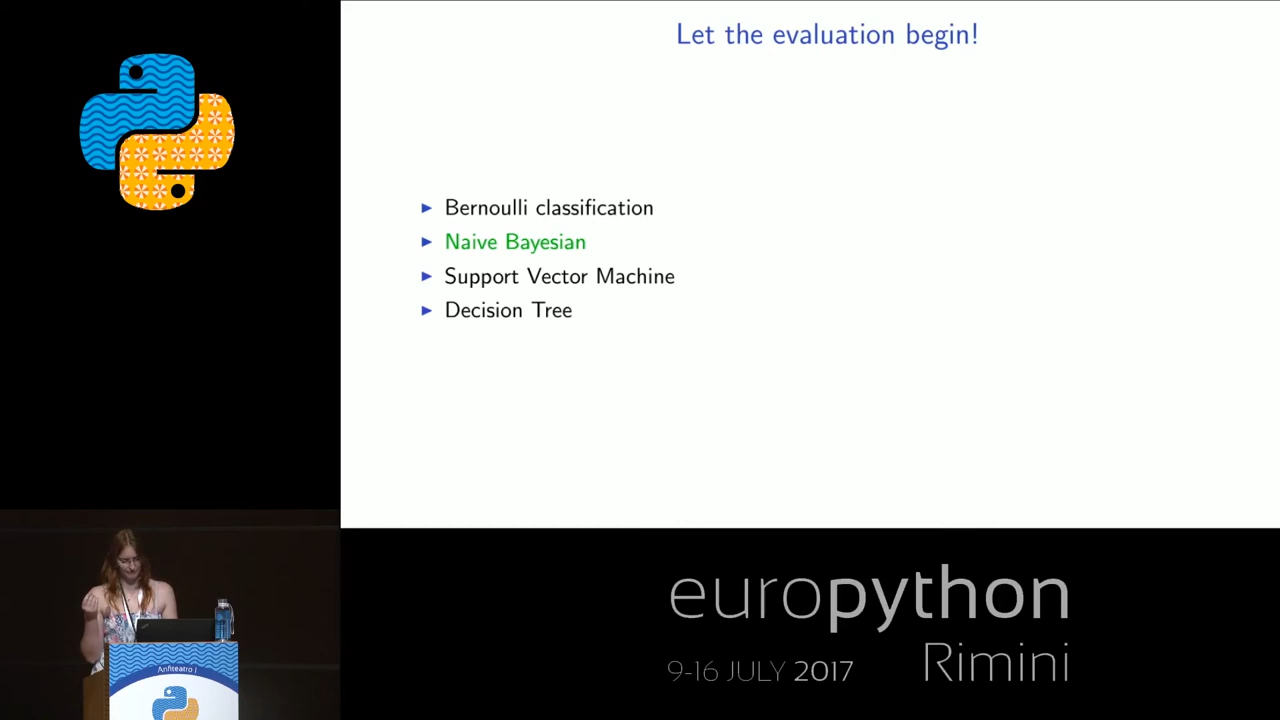 Let the evaluation begin!
Bernoulli classification
Naive Bayesian
Support Vector Machine
Decision Tree
europython
Rimini
9-16 JULY 2017
Anfiteatro I